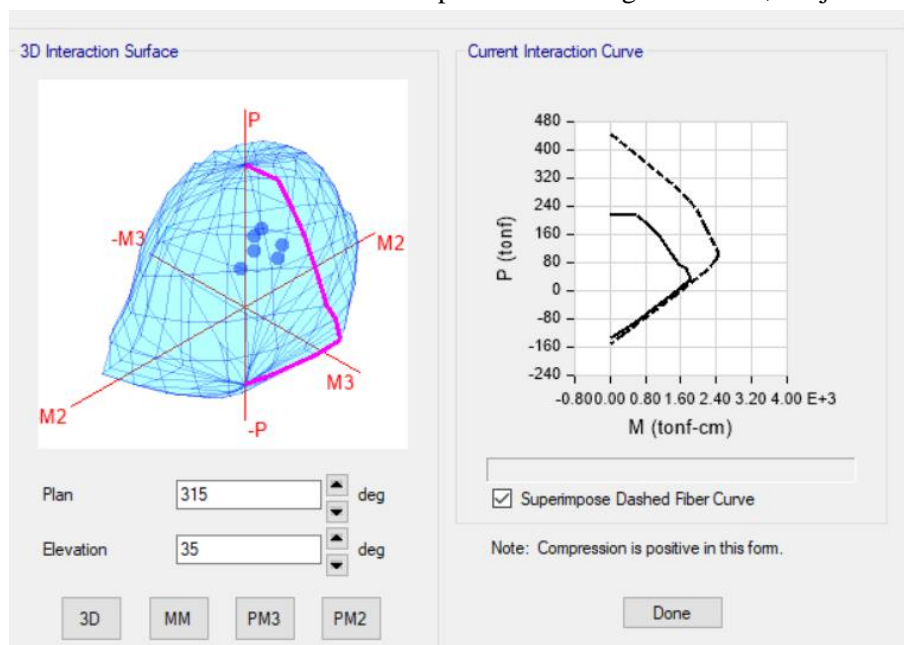 3D Interaction Surface
P
-M3
M2
M3
M2
-P
Plan
315
deg
Elevation
35
deg
3D
MM
PM3
PM2
Current Interaction Curve
480
400
320
240
160
80
0
-80
-160
-240
P (tonf)
-0.800.00 0.80 1.60 2.40 3.20 4.00 E+3
M (tonf-cm)
Superimpose Dashed Fiber Curve
Note: Compression is positive in this form.
Done